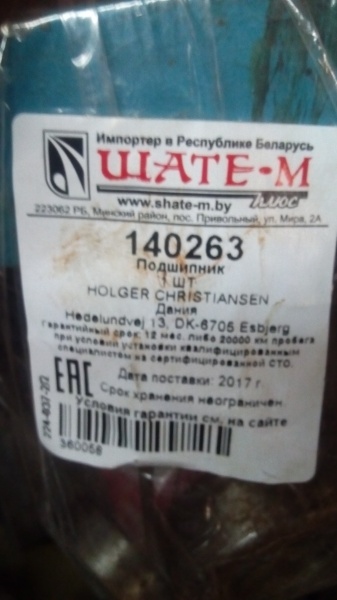 Импортер в Республике Беларусь
ШАТЕ-М
плюс
www.shate-m.by
223062 РБ, Минский район, пос. Привольный, ул. Мира, 2А
140263
Подшипник
1 ШТ
HOLGER CHRISTIANSEN
Дания
Hedelundvej 13, DK-6705 Esbjerg
Гарантийный срок: 12 мес. либо 20000 км пробега
при условии установки квалифицированным
специалистом на сертифицированной СТО.
EAC
Дата поставки: 2017 г.
Срок хранения неограничен.
Условия гарантии см. на сайте
360058